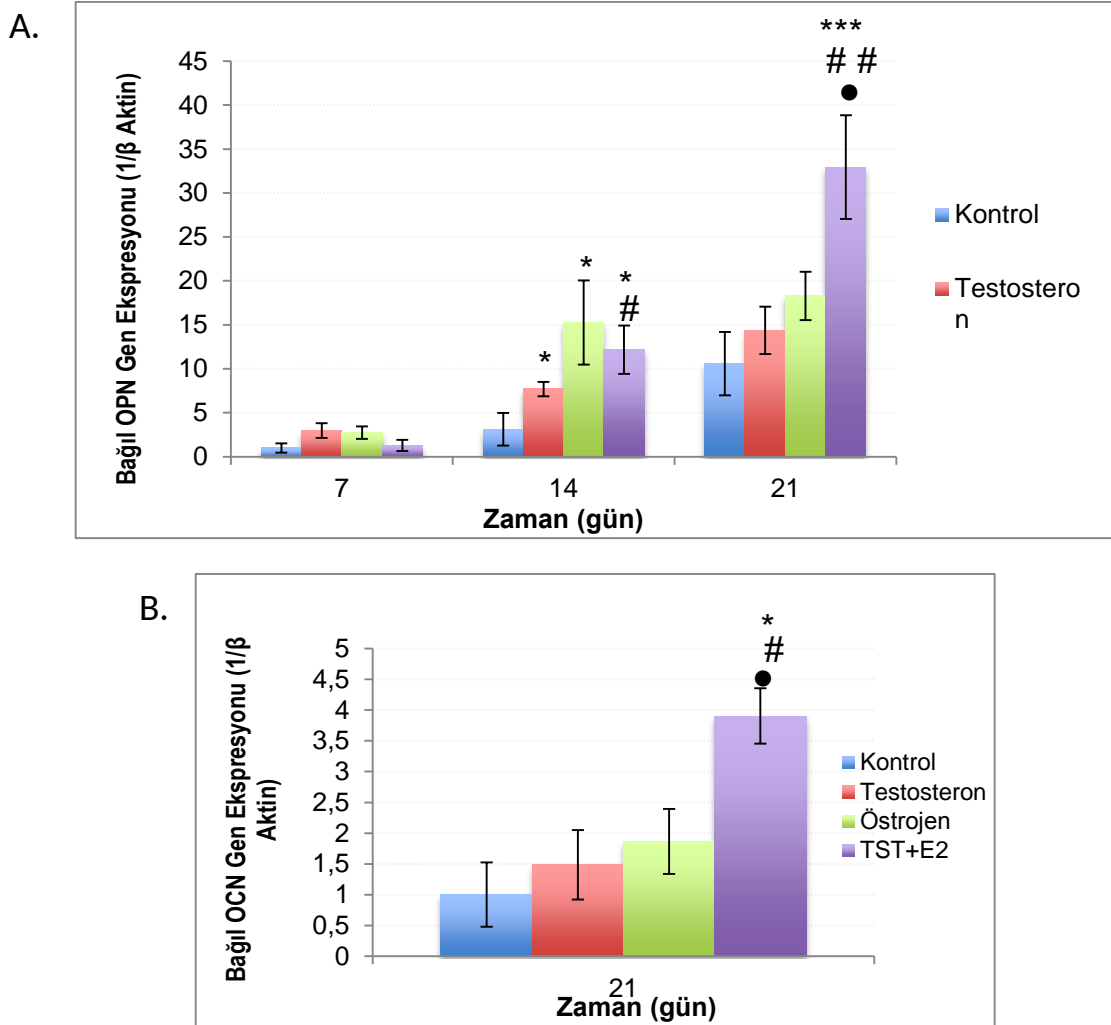 A.
Bağıl OPN Gen Ekspresyonu (1/β Aktin)
45
40
35
30
25
20
15
10
5
0
*
*
*
#
***
# #
●
7 14 21
Zaman (gün)
Kontrol
Testostero
n
B.
Bağıl OCN Gen Ekspresyonu (1/β
Aktin)
5
4,5
4
3,5
3
2,5
2
1,5
1
0,5
0
*
#
●
21
Zaman (gün)
Kontrol
Testosteron
Östrojen
TST+E2